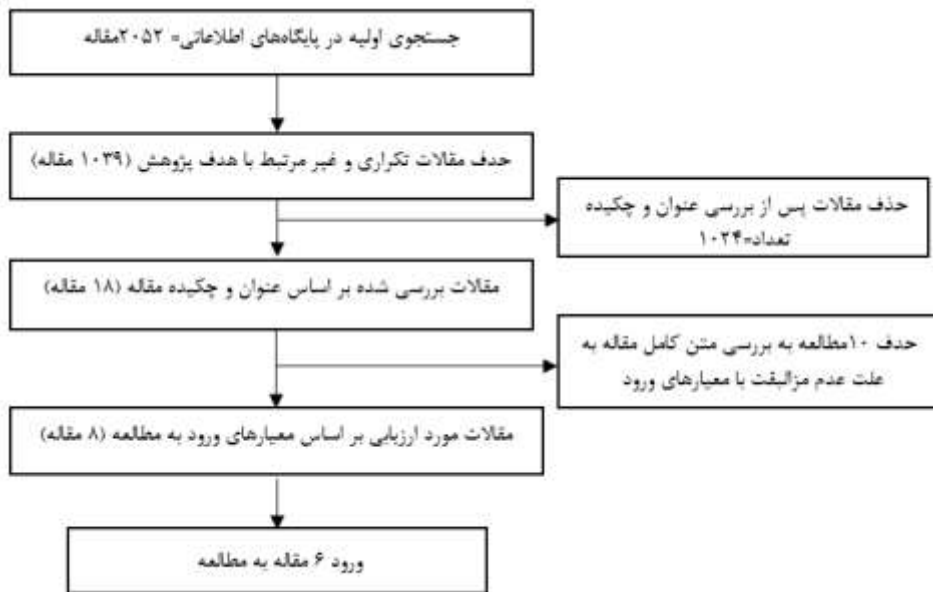 جستجوی اولیه در پایگاه‌های اطلاعاتی= ۲۰۵۲مقاله
حدف مقالات تکراری و غیر مرتبط با هدف پژوهش (۱۰۳۹ مقاله)
حذف مقالات پس از بررسی عنوان و چکیده
تعداد=۱۰۲۴
مقالات بررسی شده بر اساس عنوان و چکیده مقاله (۱۸ مقاله)
حدف ۱۰مطالعه به بررسی متن کامل مقاله به
علت عدم مزالبقت با معیارهای ورود
مقالات مورد ارزیابی بر اساس معیارهای ورود به مطالعه (۸ مقاله)
ورود ۶ مقاله به مطالعه